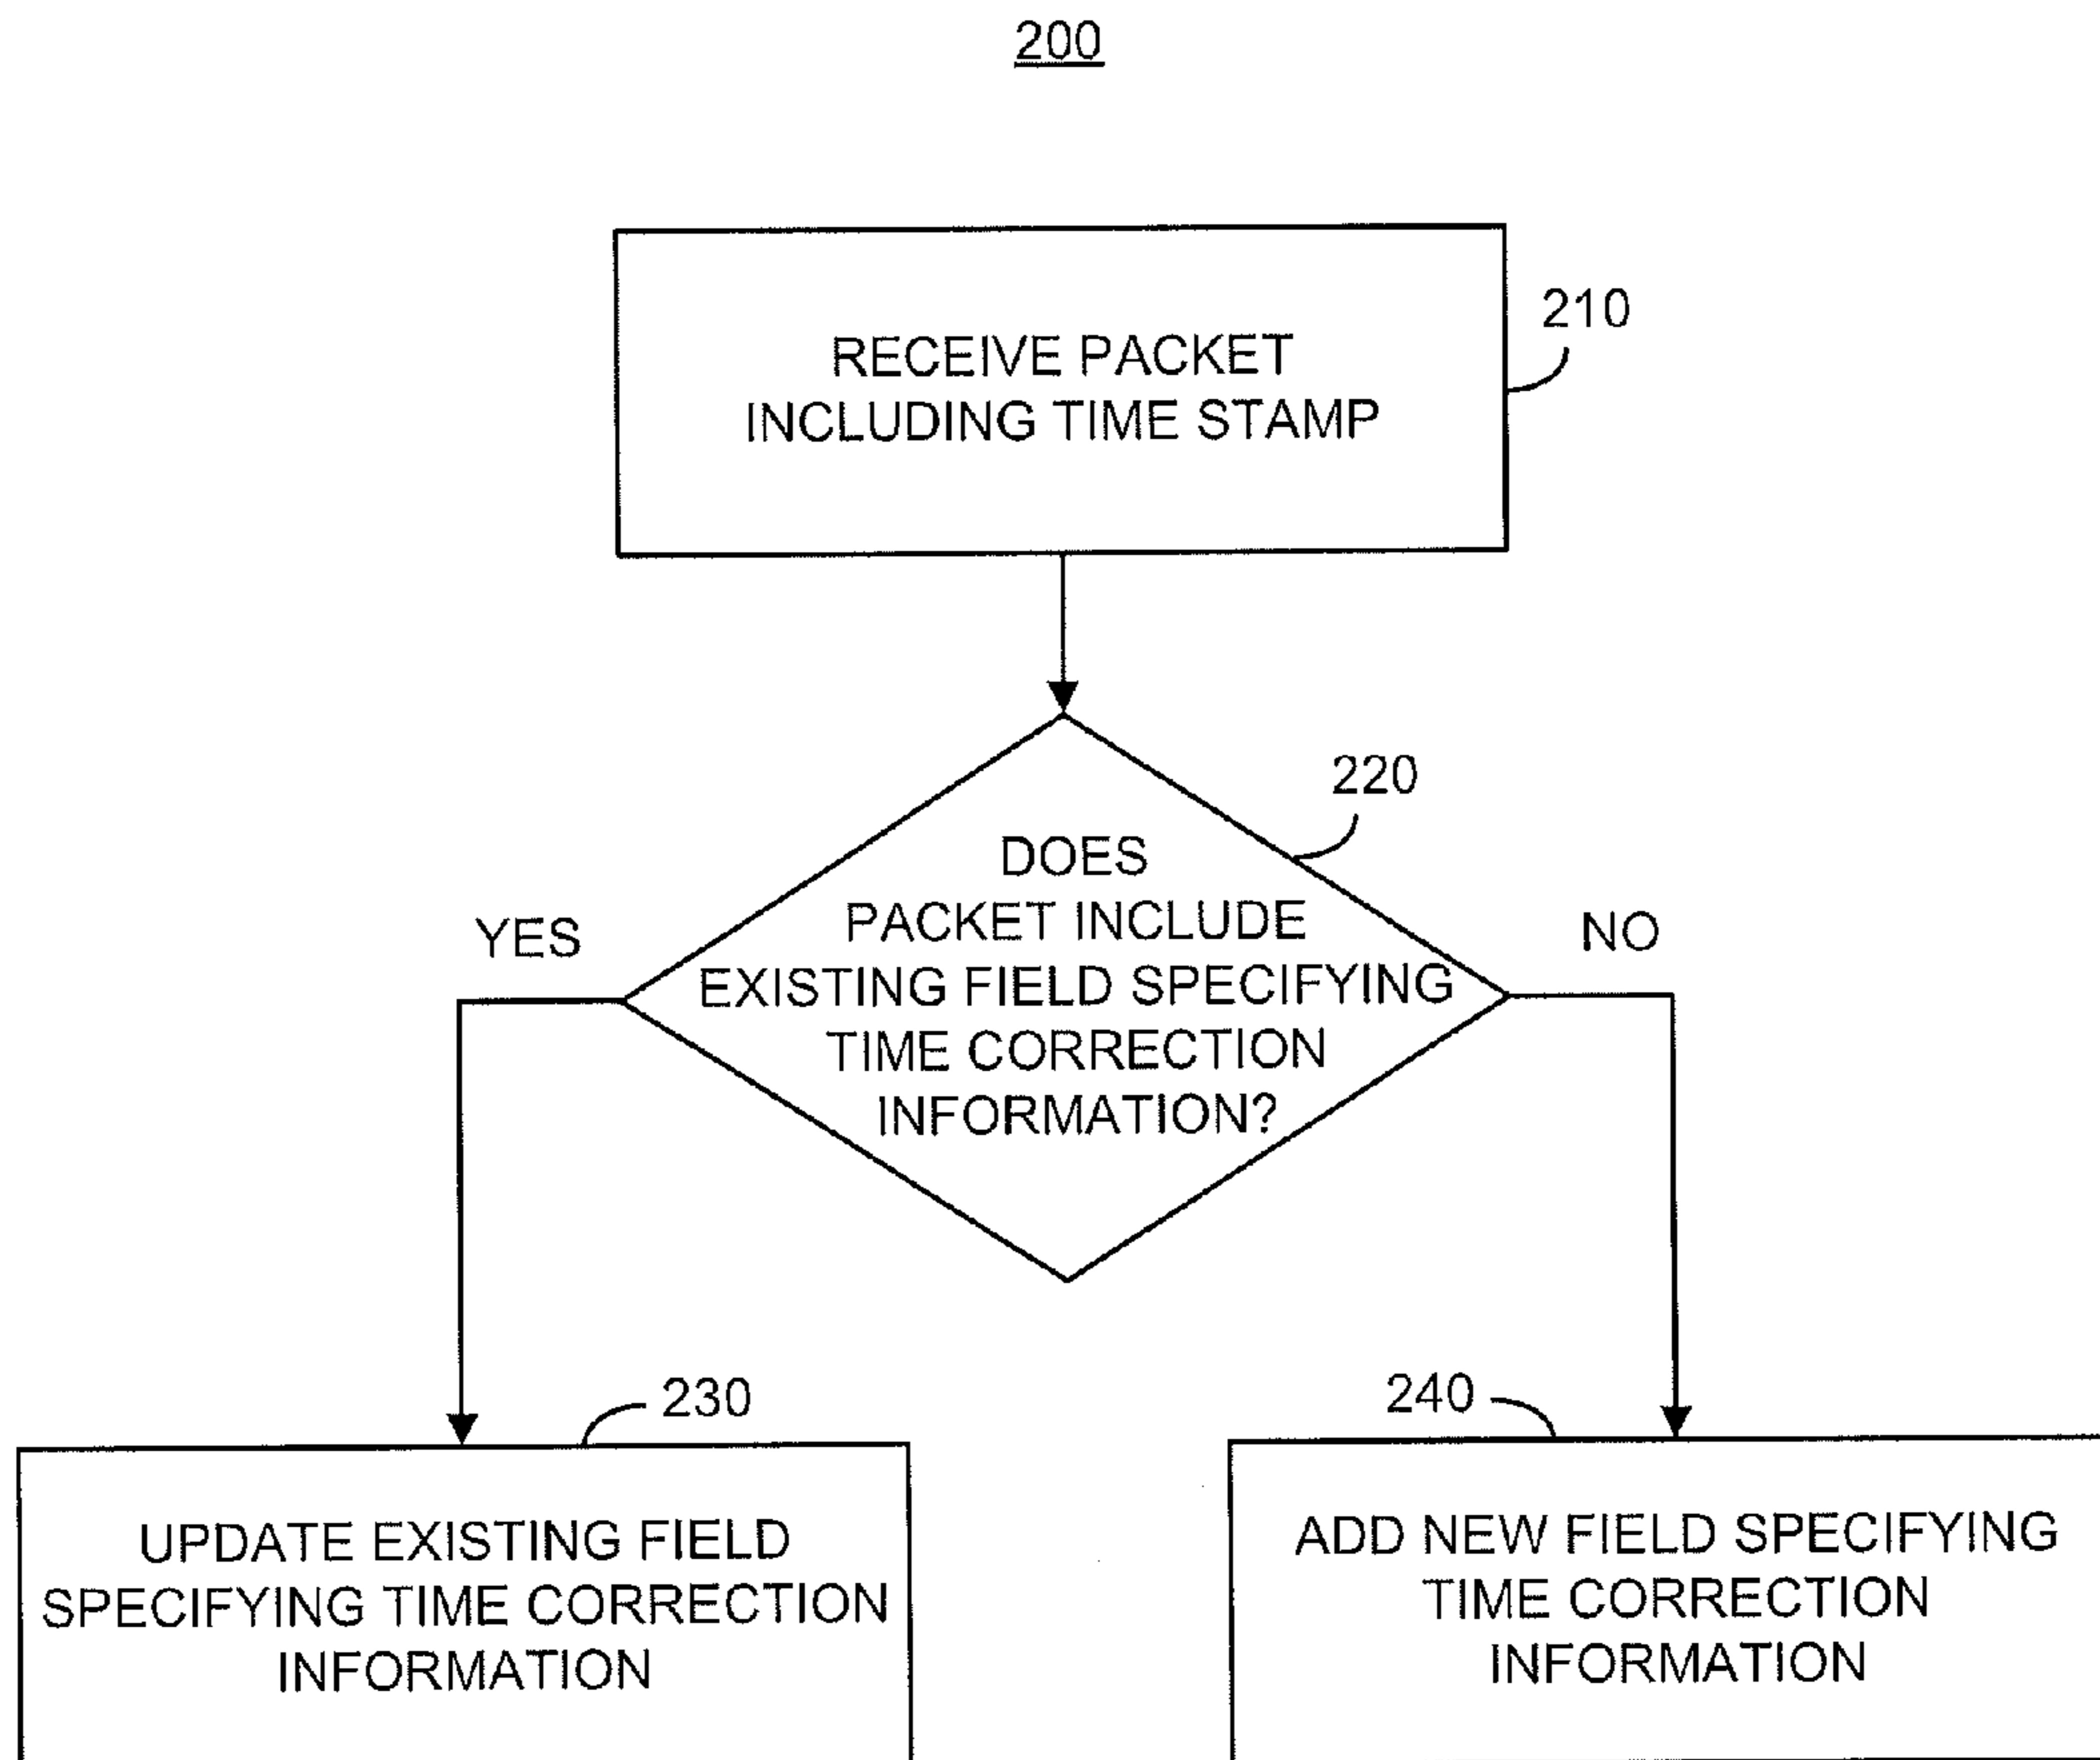 200
RECEIVE PACKET
INCLUDING TIME STAMP
210
220
DOES
PACKET INCLUDE
EXISTING FIELD SPECIFYING
TIME CORRECTION
INFORMATION?
YES
NO
230
240
UPDATE EXISTING FIELD
SPECIFYING TIME CORRECTION
INFORMATION
ADD NEW FIELD SPECIFYING
TIME CORRECTION
INFORMATION